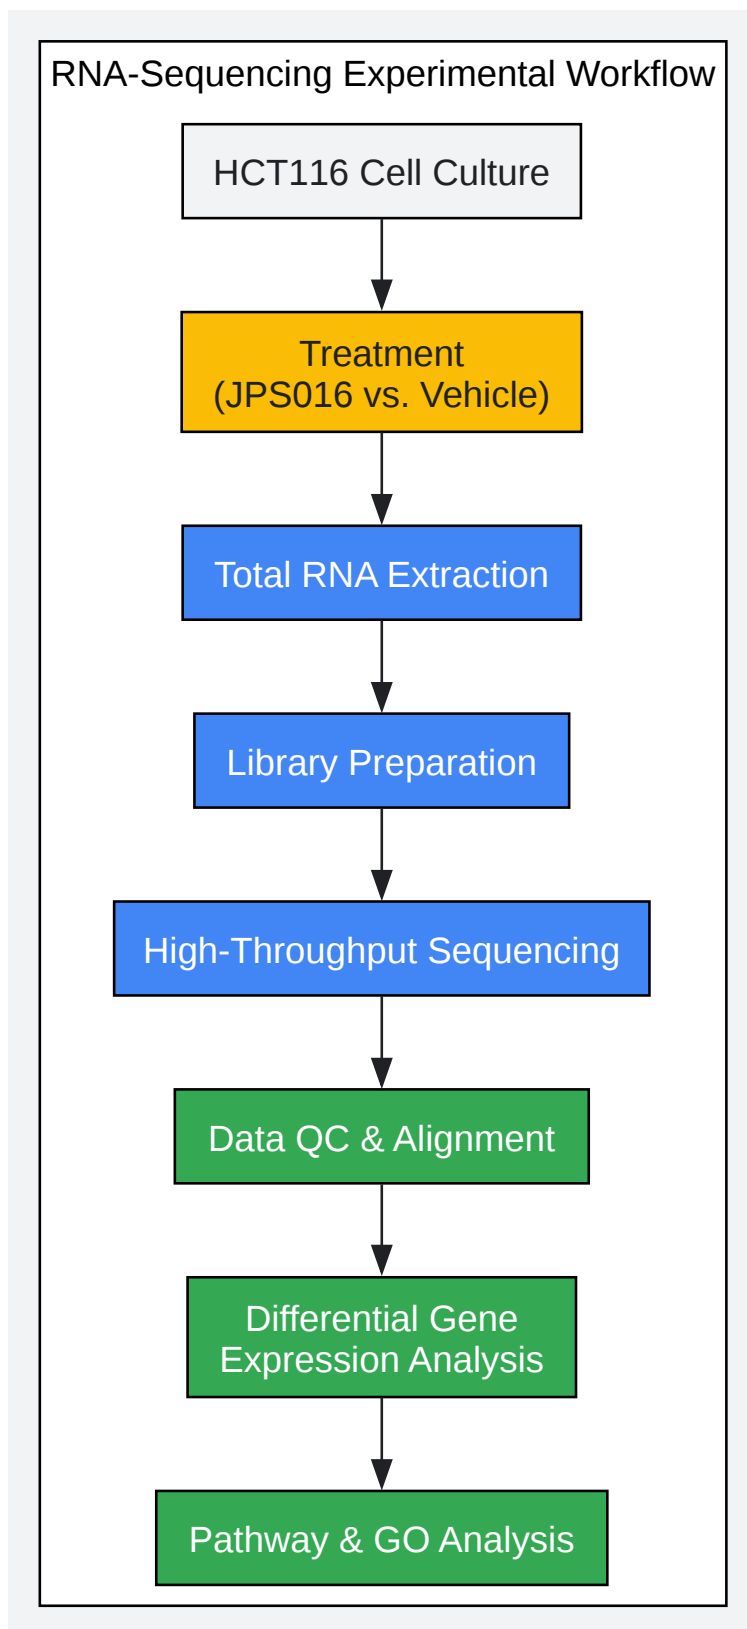 RNA-Sequencing Experimental Workflow
HCT116 Cell Culture
Treatment
(JPS016 vs. Vehicle)
Total RNA Extraction
Library Preparation
High-Throughput Sequencing
Data QC & Alignment
Differential Gene
Expression Analysis
Pathway & GO Analysis